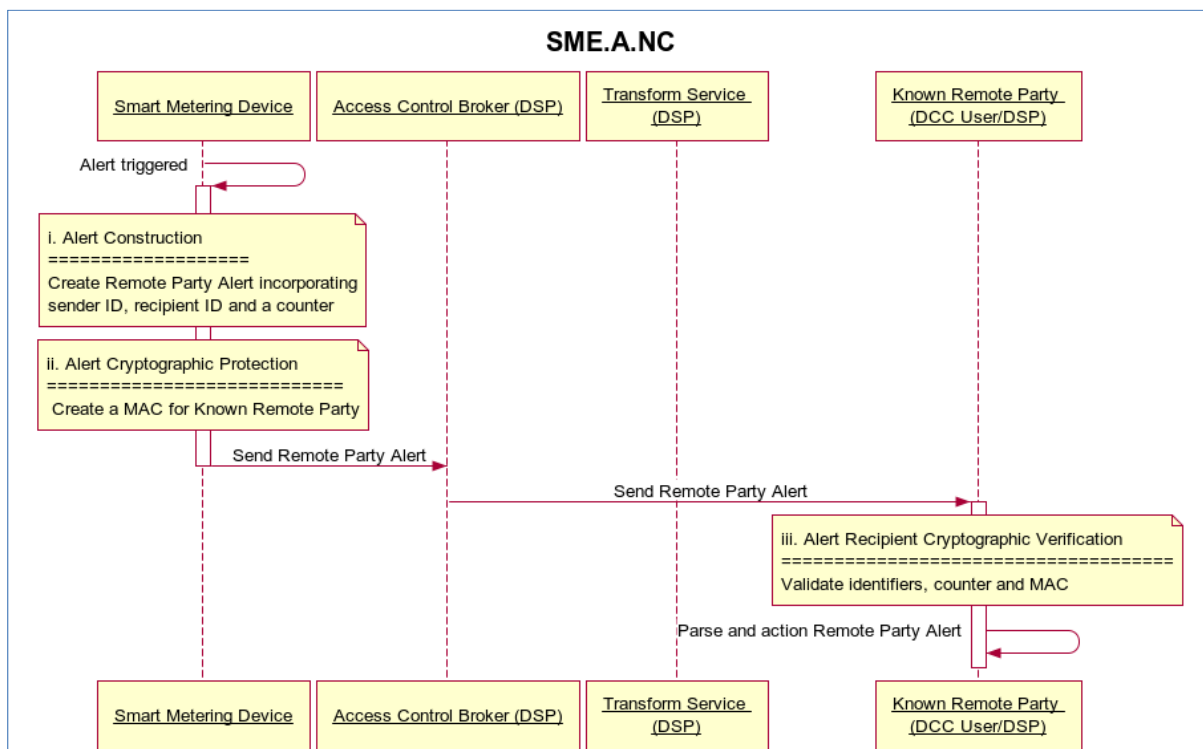 SME.A.NC
Smart Metering Device
Access Control Broker (DSP)
Transform Service
(DSP)
Known Remote Party
(DCC User/DSP)
Alert triggered
i. Alert Construction
===================
Create Remote Party Alert incorporating
sender ID, recipient ID and a counter
ii. Alert Cryptographic Protection
============================
Create a MAC for Known Remote Party
Send Remote Party Alert
Send Remote Party Alert
iii. Alert Recipient Cryptographic Verification
=====================================
Validate identifiers, counter and MAC
Parse and action Remote Party Alert
Smart Metering Device
Access Control Broker (DSP)
Transform Service
(DSP)
Known Remote Party
(DCC User/DSP)